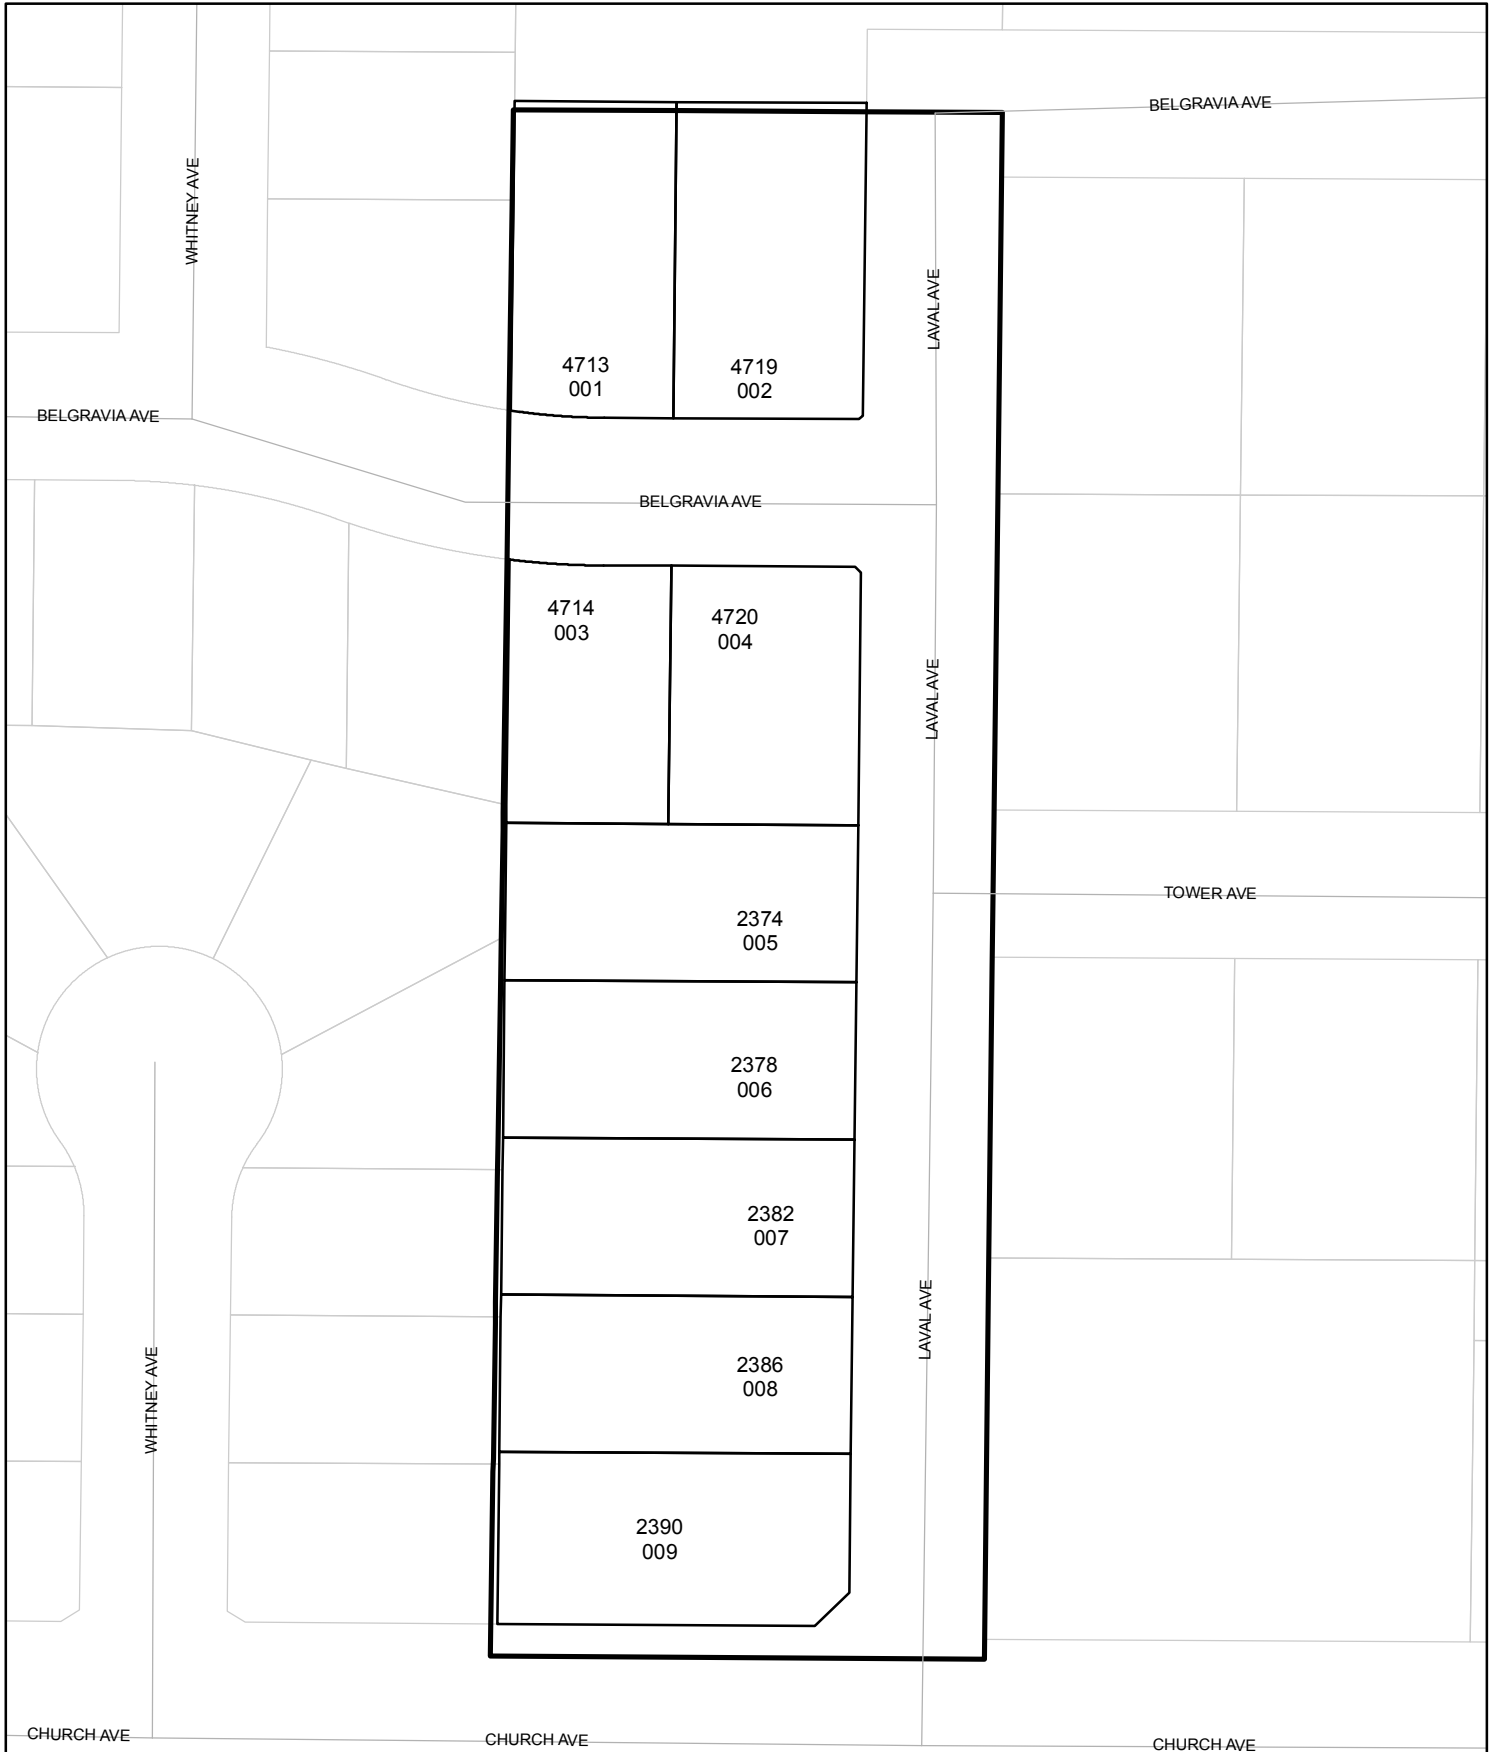 BELGRAVIA AVE
WHITNEY AVE
LAVAL AVE
4713
001
4719
002
BELGRAVIA AVE
BELGRAVIA AVE
4714
003
4720
004
LAVAL AVE
TOWER AVE
2374
005
2378
006
2382
007
LAVAL AVE
2386
008
WHITNEY AVE
2390
009
CHURCH AVE
CHURCH AVE
CHURCH AVE